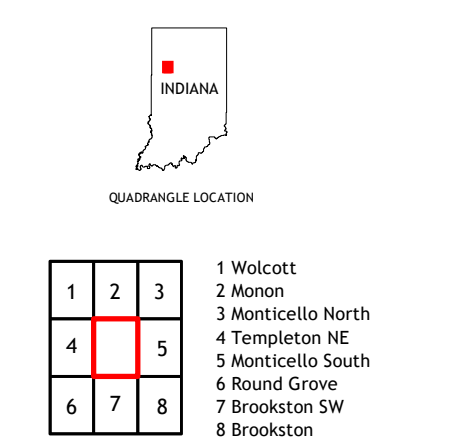 INDIANA
QUADRANGLE LOCATION
1 2 3
4 5
6 7 8
1 Wolcott
2 Monon
3 Monticello North
4 Templeton NE
5 Monticello South
6 Round Grove
7 Brookston SW
8 Brookston